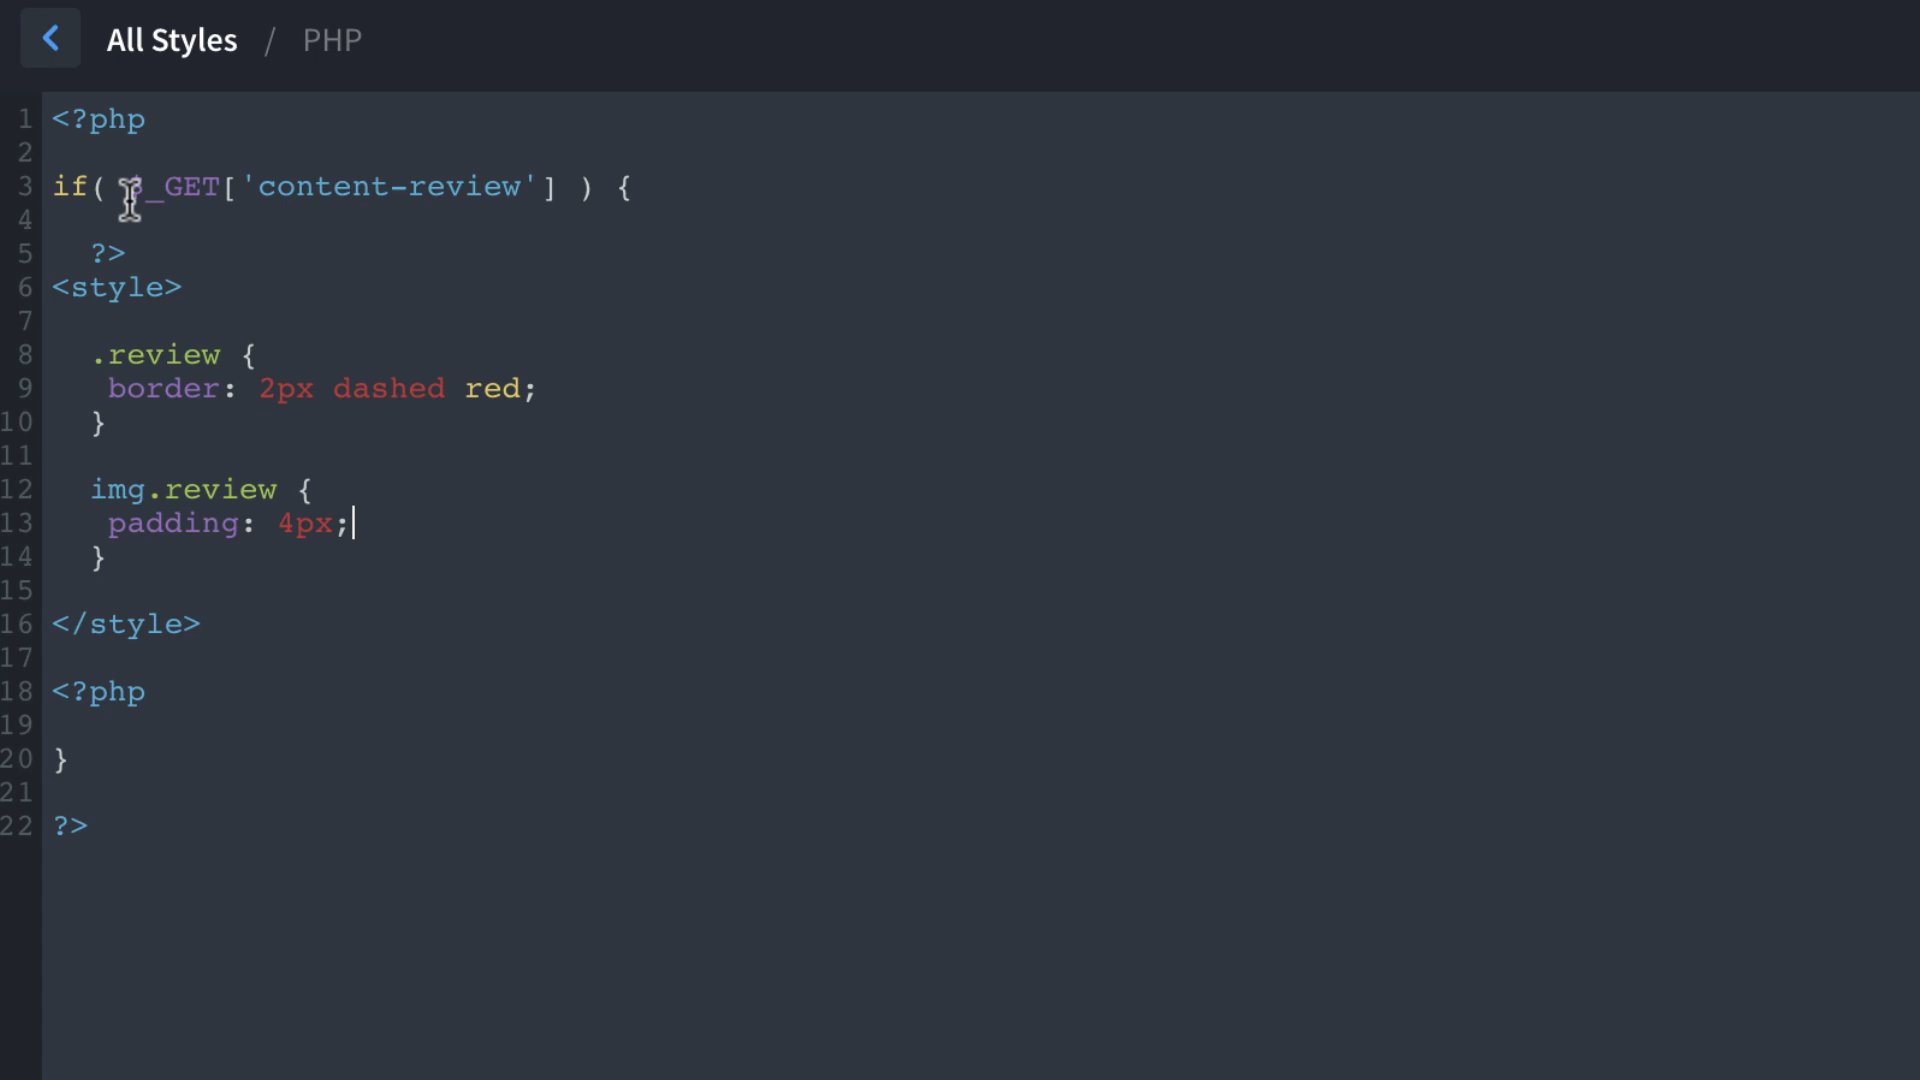 All Styles / PHP
1 <?php
2
3 if( $_GET['content-review'] ) {
4
5   ?>
6 <style>
7
8   .review {
9    border: 2px dashed red;
10   }
11
12   img.review {
13    padding: 4px;
14   }
15
16 </style>
17
18 <?php
19
20 }
21
22 ?>